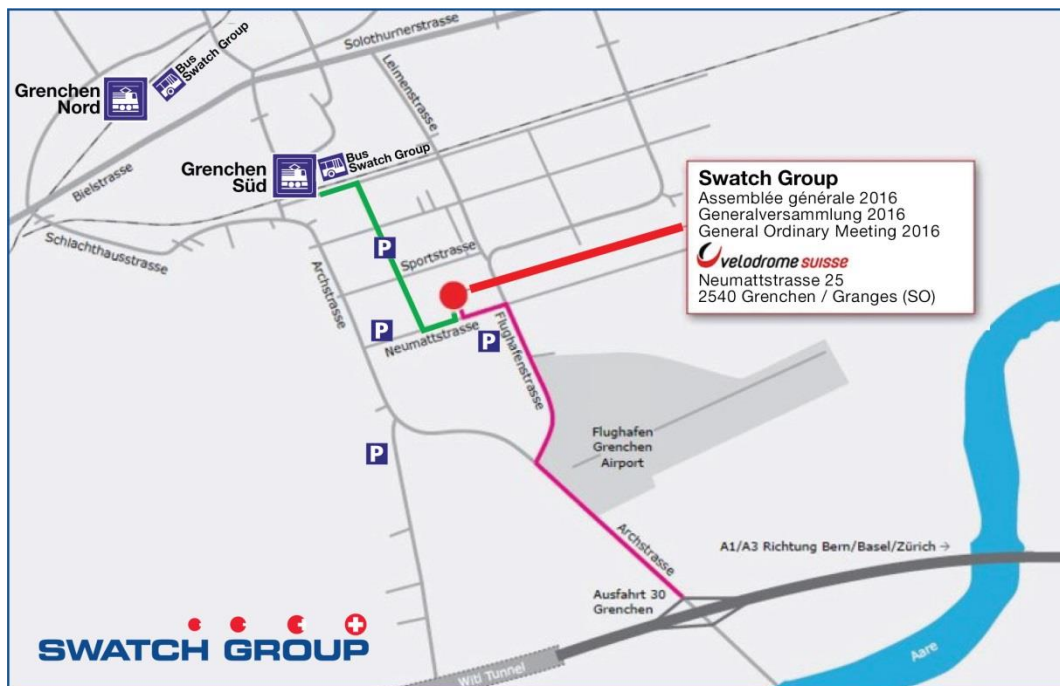 Solothurnerstrasse
Bus
Swatch Group
Leimenstrasse
Grenchen
Nord
Bielstrasse
Bus
Swatch Group
Grenchen
Süd
Swatch Group
Assemblée générale 2016
Generalversammlung 2016
General Ordinary Meeting 2016
velodrome suisse
Neumattstrasse 25
2540 Grenchen / Granges (SO)
Schlachthausstrasse
P
Sportstrasse
Archstrasse
P
Neumattstrasse
P
Flughafenstrasse
P
Flughafen
Grenchen
Airport
Archstrasse
A1/A3 Richtung Bern/Basel/Zürich →
Ausfahrt 30
Grenchen
SWATCH GROUP
Witi Tunnel
Aare